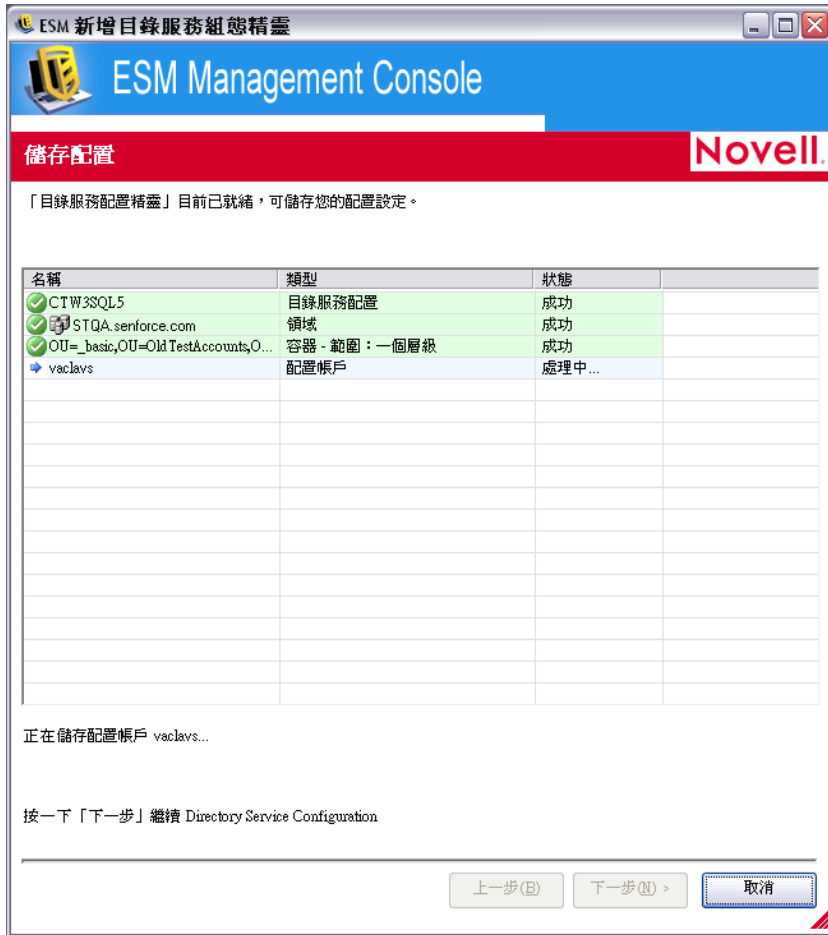 ESM 新增目錄服務組態精靈
ESM Management Console
儲存配置
Novell.
「目錄服務配置精靈」目前已就緒，可儲存您的配置設定。
名稱 類型 狀態
CTW3SQL5 目錄服務配置 成功
STQA.senforce.com 領域 成功
OU=_basic,OU=OldTestAccounts,O... 容器 - 範圍：一個層級 成功
vaclavs 配置帳戶 處理中...
正在儲存配置帳戶 vaclavs...
按一下「下一步」繼續 Directory Service Configuration
上一步(B) 下一步(N) > 取消